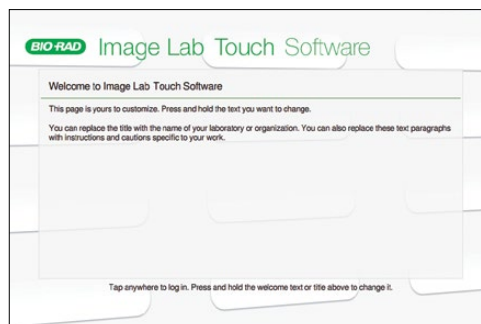 BIO-RAD Image Lab Touch Software
Welcome to Image Lab Touch Software
This page is yours to customize. Press and hold the text you want to change.
You can replace the title with the name of your laboratory or organization. You can also replace these text paragraphs
with instructions and cautions specific to your work.
Tap anywhere to log in. Press and hold the welcome text or title above to change it.